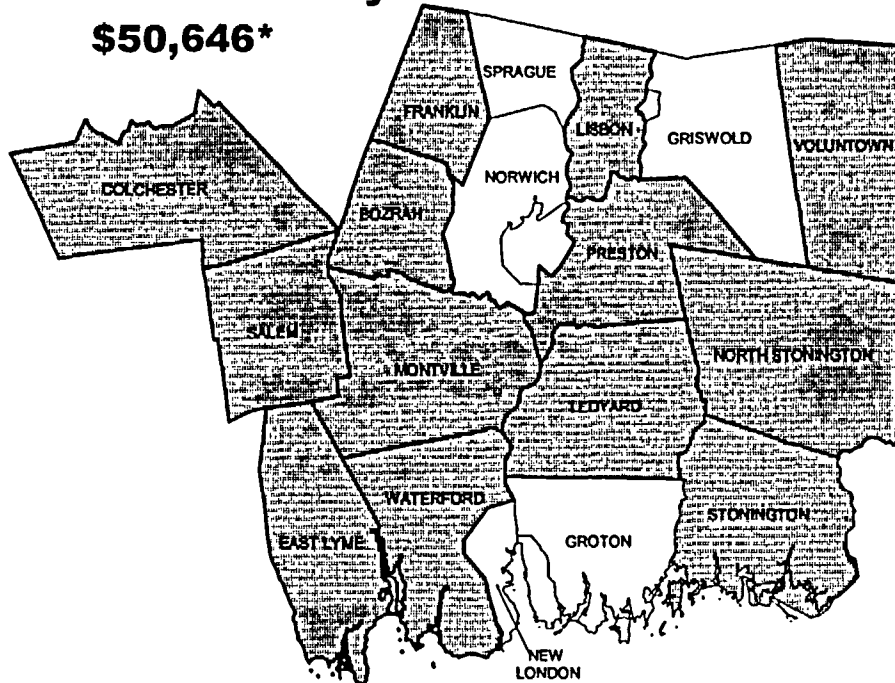 $50,646*
SPRAGUE
FRANKLIN
LISBON
GRISWOLD
VOLUNTOWN
COLCHESTER
NORWICH
BOZRAH
PRESTON
SALEM
MONTVILLE
NORTH STONINGTON
LEDYARD
WATERFORD
STONINGTON
EAST LYME
GROTON
NEW
LONDON